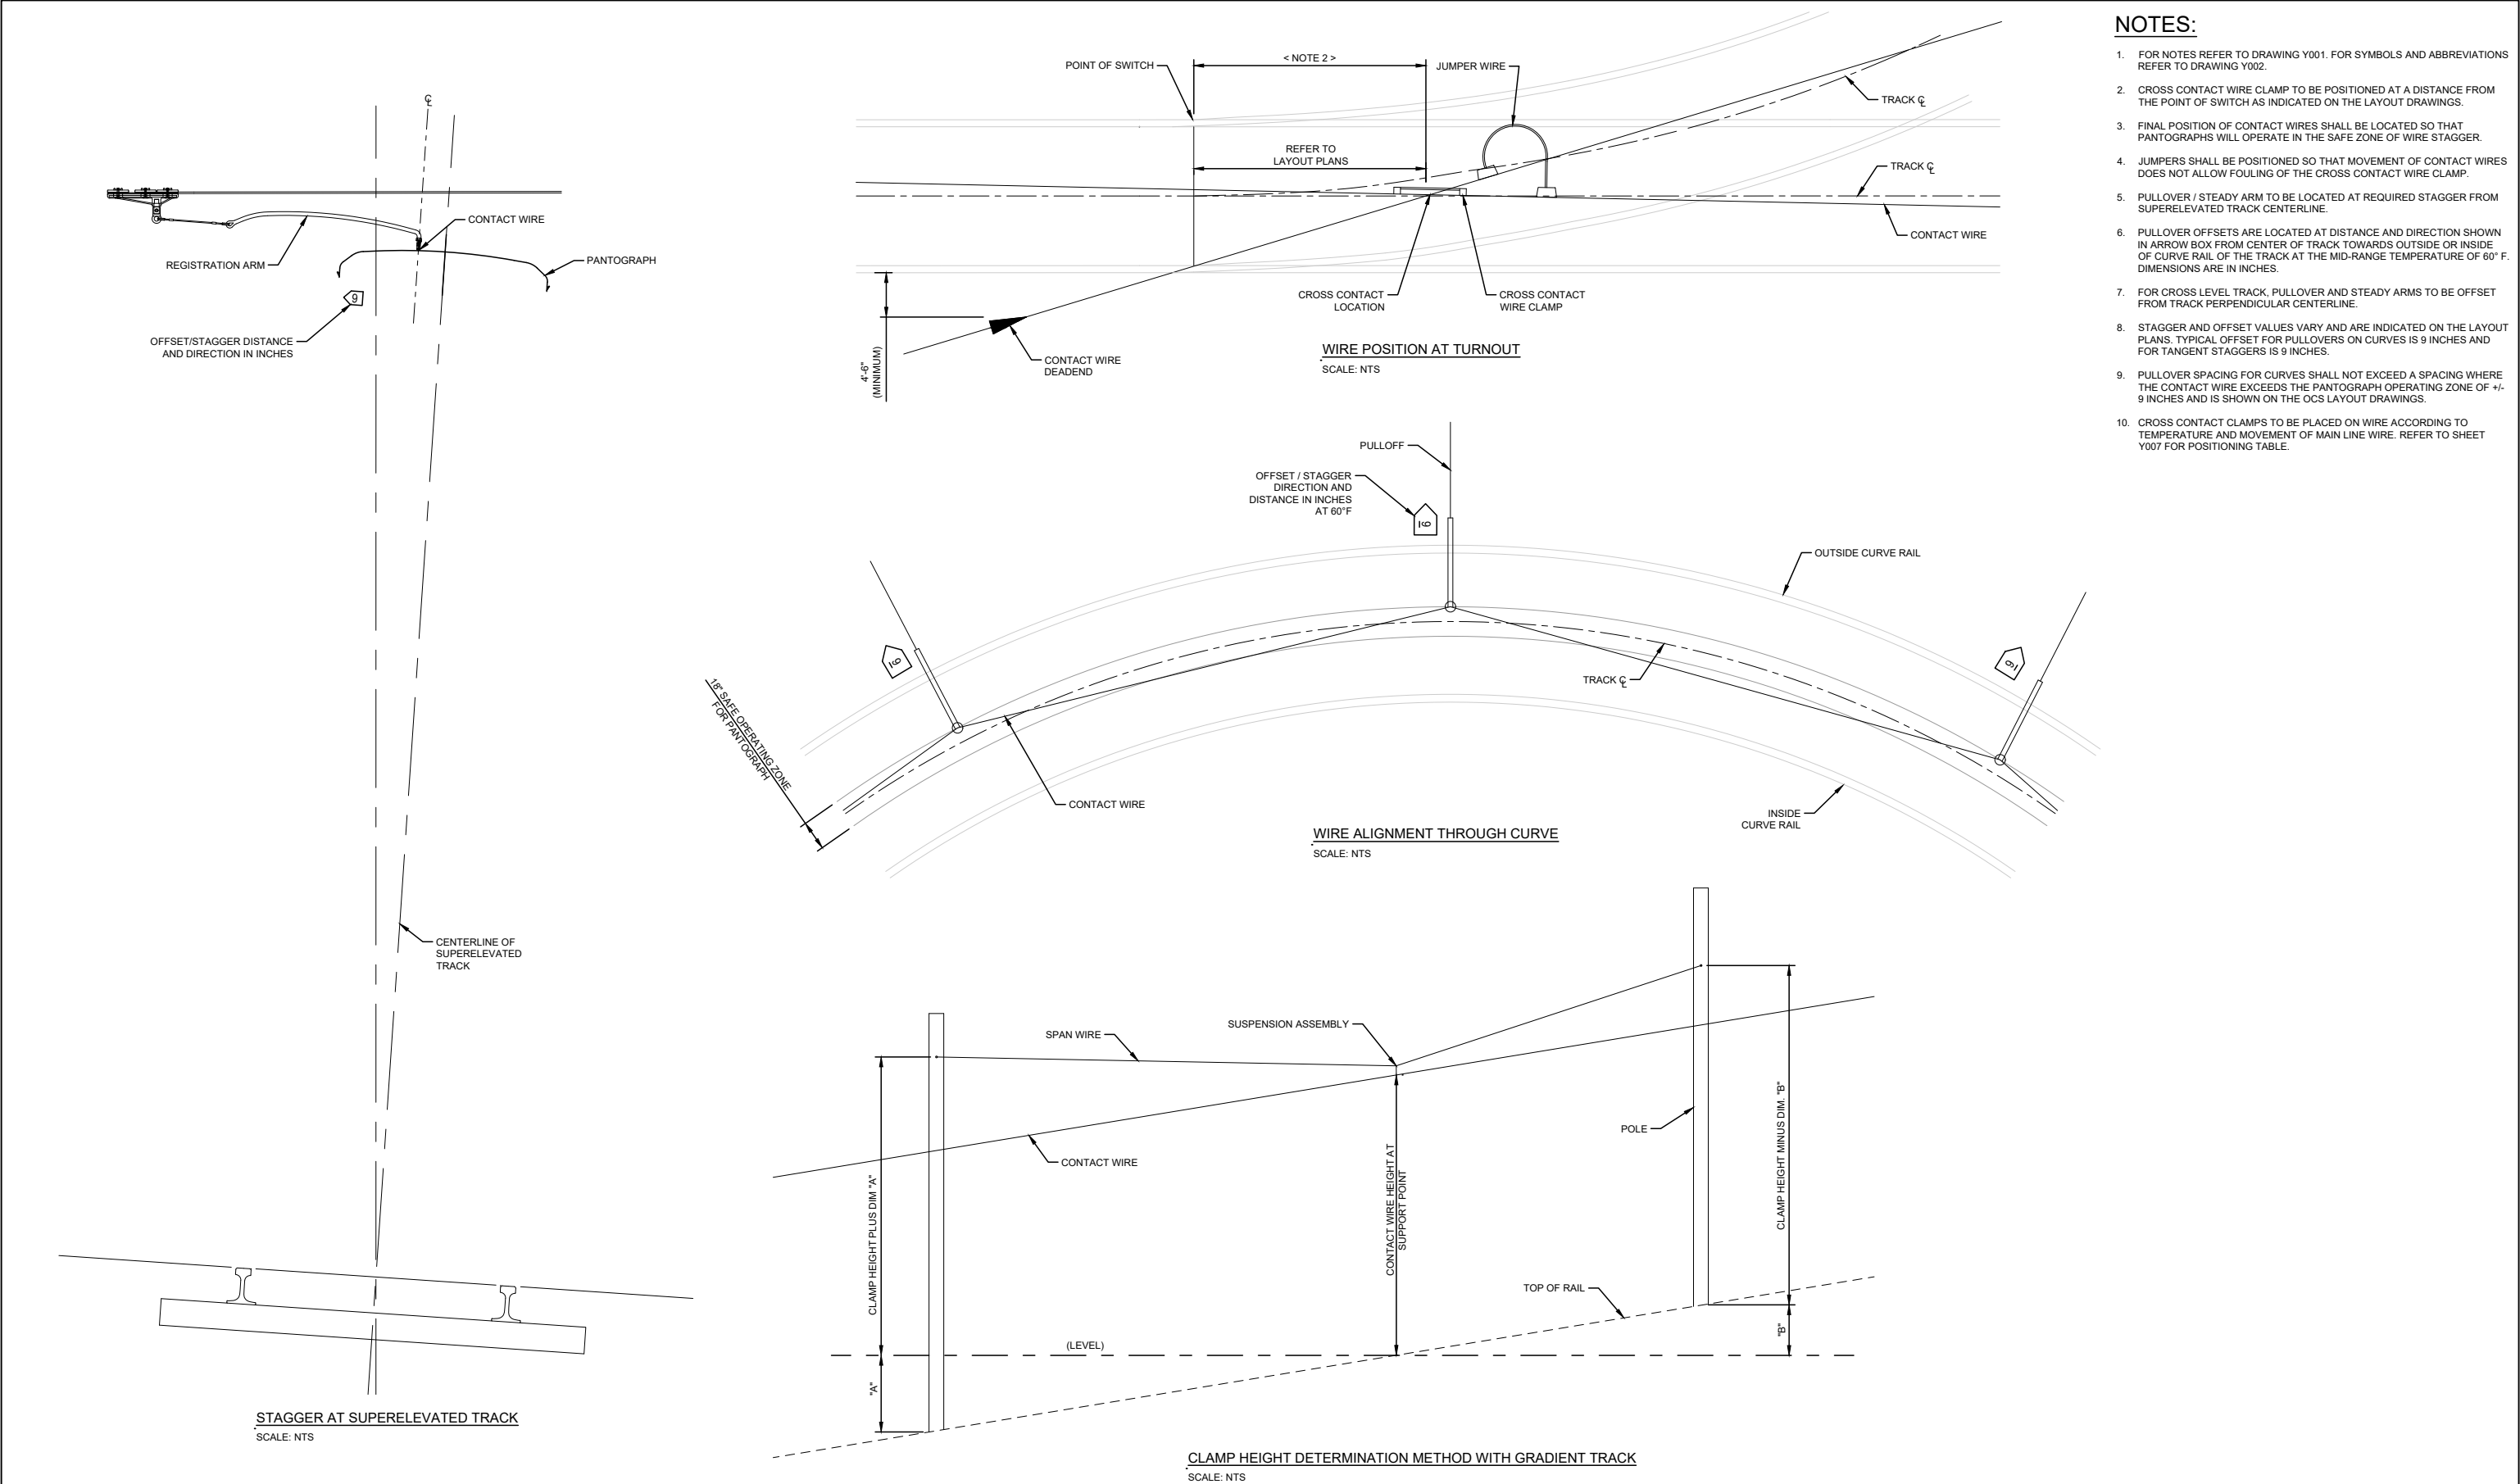 ℄
CONTACT WIRE
REGISTRATION ARM
PANTOGRAPH
9
OFFSET/STAGGER DISTANCE
AND DIRECTION IN INCHES
CENTERLINE OF
SUPERELEVATED
TRACK
STAGGER AT SUPERELEVATED TRACK
SCALE: NTS
POINT OF SWITCH
< NOTE 2 >
JUMPER WIRE
TRACK ℄
REFER TO
LAYOUT PLANS
TRACK ℄
CONTACT WIRE
CROSS CONTACT
LOCATION
CROSS CONTACT
WIRE CLAMP
4'-6"
(MINIMUM)
CONTACT WIRE
DEADEND
WIRE POSITION AT TURNOUT
SCALE: NTS
PULLOFF
OFFSET / STAGGER
DIRECTION AND
DISTANCE IN INCHES
AT 60°F
9
OUTSIDE CURVE RAIL
9
9
TRACK ℄
18" SAFE OPERATING ZONE
FOR PANTOGRAPH
CONTACT WIRE
INSIDE
CURVE RAIL
WIRE ALIGNMENT THROUGH CURVE
SCALE: NTS
SPAN WIRE
SUSPENSION ASSEMBLY
CONTACT WIRE
POLE
CLAMP HEIGHT PLUS DIM "A"
CONTACT WIRE HEIGHT AT
SUPPORT POINT
CLAMP HEIGHT MINUS DIM. "B"
TOP OF RAIL
(LEVEL)
"A"
"B"
CLAMP HEIGHT DETERMINATION METHOD WITH GRADIENT TRACK
SCALE: NTS
NOTES:
1. FOR NOTES REFER TO DRAWING Y001. FOR SYMBOLS AND ABBREVIATIONS
REFER TO DRAWING Y002.
2. CROSS CONTACT WIRE CLAMP TO BE POSITIONED AT A DISTANCE FROM
THE POINT OF SWITCH AS INDICATED ON THE LAYOUT DRAWINGS.
3. FINAL POSITION OF CONTACT WIRES SHALL BE LOCATED SO THAT
PANTOGRAPHS WILL OPERATE IN THE SAFE ZONE OF WIRE STAGGER.
4. JUMPERS SHALL BE POSITIONED SO THAT MOVEMENT OF CONTACT WIRES
DOES NOT ALLOW FOULING OF THE CROSS CONTACT WIRE CLAMP.
5. PULLOVER / STEADY ARM TO BE LOCATED AT REQUIRED STAGGER FROM
SUPERELEVATED TRACK CENTERLINE.
6. PULLOVER OFFSETS ARE LOCATED AT DISTANCE AND DIRECTION SHOWN
IN ARROW BOX FROM CENTER OF TRACK TOWARDS OUTSIDE OR INSIDE
OF CURVE RAIL OF THE TRACK AT THE MID-RANGE TEMPERATURE OF 60° F.
DIMENSIONS ARE IN INCHES.
7. FOR CROSS LEVEL TRACK, PULLOVER AND STEADY ARMS TO BE OFFSET
FROM TRACK PERPENDICULAR CENTERLINE.
8. STAGGER AND OFFSET VALUES VARY AND ARE INDICATED ON THE LAYOUT
PLANS. TYPICAL OFFSET FOR PULLOVERS ON CURVES IS 9 INCHES AND
FOR TANGENT STAGGERS IS 9 INCHES.
9. PULLOVER SPACING FOR CURVES SHALL NOT EXCEED A SPACING WHERE
THE CONTACT WIRE EXCEEDS THE PANTOGRAPH OPERATING ZONE OF +/-
9 INCHES AND IS SHOWN ON THE OCS LAYOUT DRAWINGS.
10. CROSS CONTACT CLAMPS TO BE PLACED ON WIRE ACCORDING TO
TEMPERATURE AND MOVEMENT OF MAIN LINE WIRE. REFER TO SHEET
Y007 FOR POSITIONING TABLE.